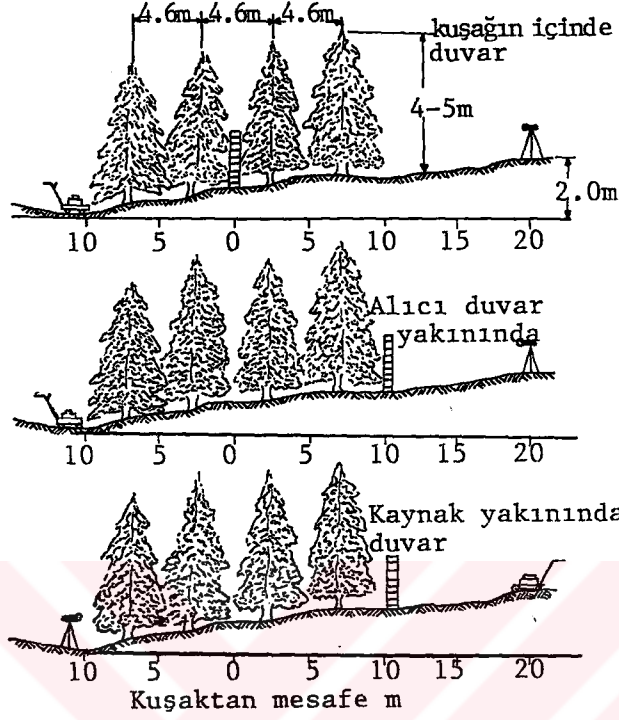 4.6m 4.6m 4.6m
kuşağın içinde
duvar
4-5m
2.0m
10 5 0 5 10 15 20
Alıcı duvar
yakınında
10 5 0 5 10 15 20
Kaynak yakınında
duvar
10 5 0 5 10 15 20
Kuşaktan mesafe m